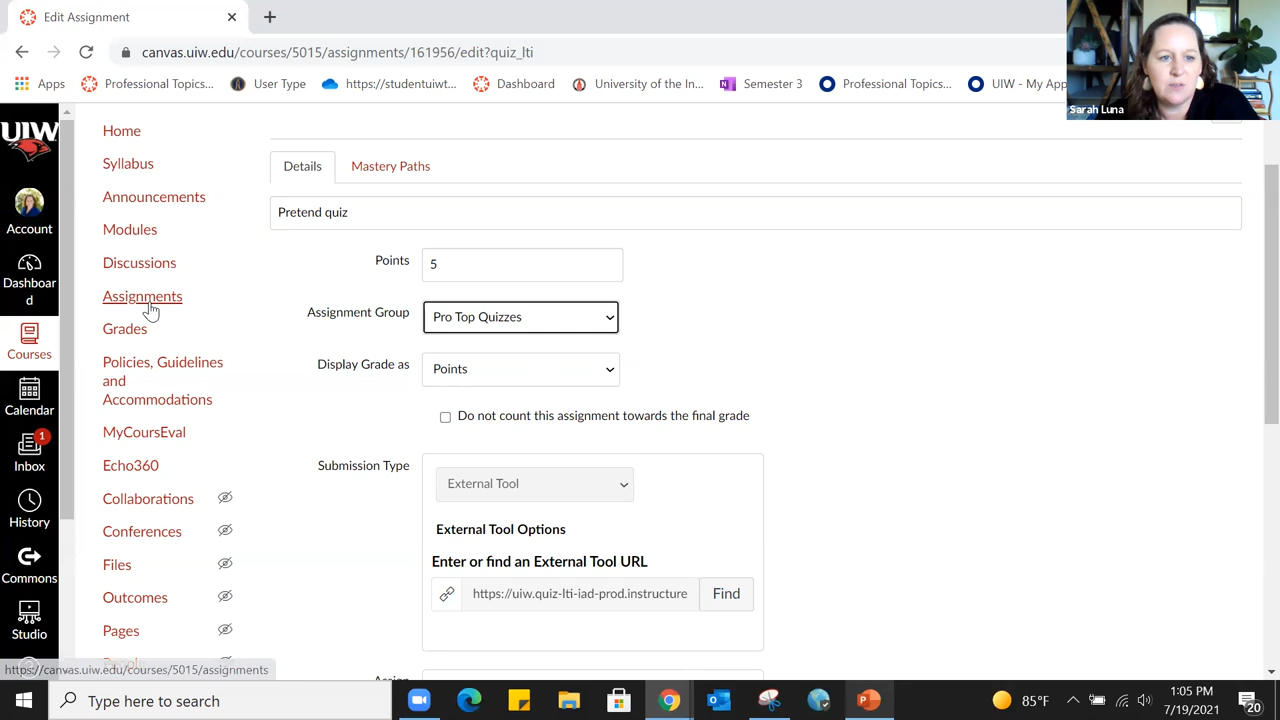 Edit Assignment
canvas.uiw.edu/courses/5015/assignments/161956/edit?quiz_lti
Apps
Professional Topics...
User Type
https://studentuiwt...
Dashboard
University of the In...
Semester 3
Professional Topics...
UIW - My App
Sarah Luna
UIW
Account
Dashboar
d
Courses
Calendar
1
Inbox
History
Commons
Studio
Home
Syllabus
Announcements
Modules
Discussions
Assignments
Grades
Policies, Guidelines
and
Accommodations
MyCoursEval
Echo360
Collaborations
Conferences
Files
Outcomes
Pages
People
Details
Mastery Paths
Pretend quiz
Points
5
Assignment Group
Pro Top Quizzes
Display Grade as
Points
Do not count this assignment towards the final grade
Submission Type
External Tool
External Tool Options
Enter or find an External Tool URL
https://uiw.quiz-lti-iad-prod.instructure
Find
Assign
https://canvas.uiw.edu/courses/5015/assignments
Type here to search
85°F
1:05 PM
7/19/2021
20